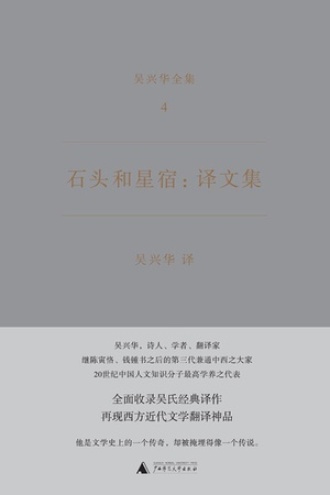 吴兴华全集
4
石头和星宿：译文集
吴兴华 译
吴兴华，诗人、学者、翻译家
继陈寅恪、钱锺书之后的第三代兼通中西之大家
20世纪中国人文知识分子最高学养之代表
全面收录吴氏经典译作
再现西方近代文学翻译神品
他是文学史上的一个传奇，却被掩埋得像一个传说。
广西师范大学出版社